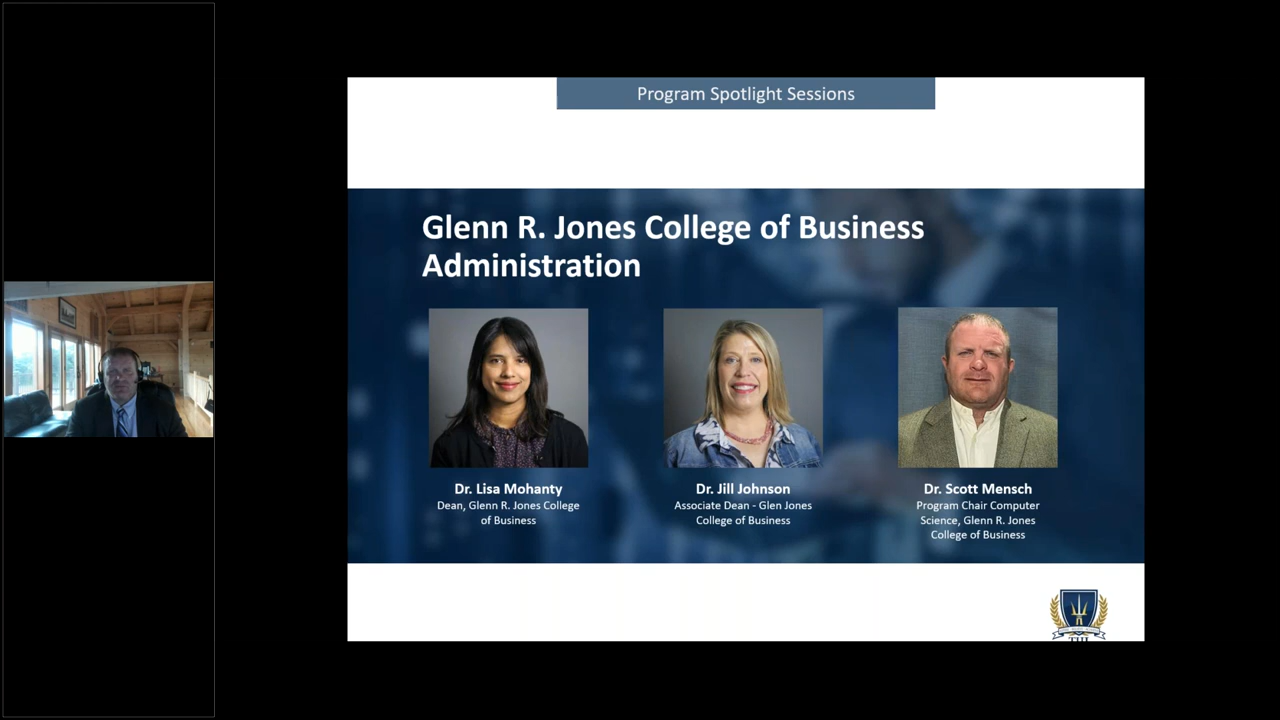 Program Spotlight Sessions
Glenn R. Jones College of Business
Administration
Dr. Lisa Mohanty
Dean, Glenn R. Jones College
of Business
Dr. Jill Johnson
Associate Dean - Glen Jones
College of Business
Dr. Scott Mensch
Program Chair Computer
Science, Glenn R. Jones
College of Business